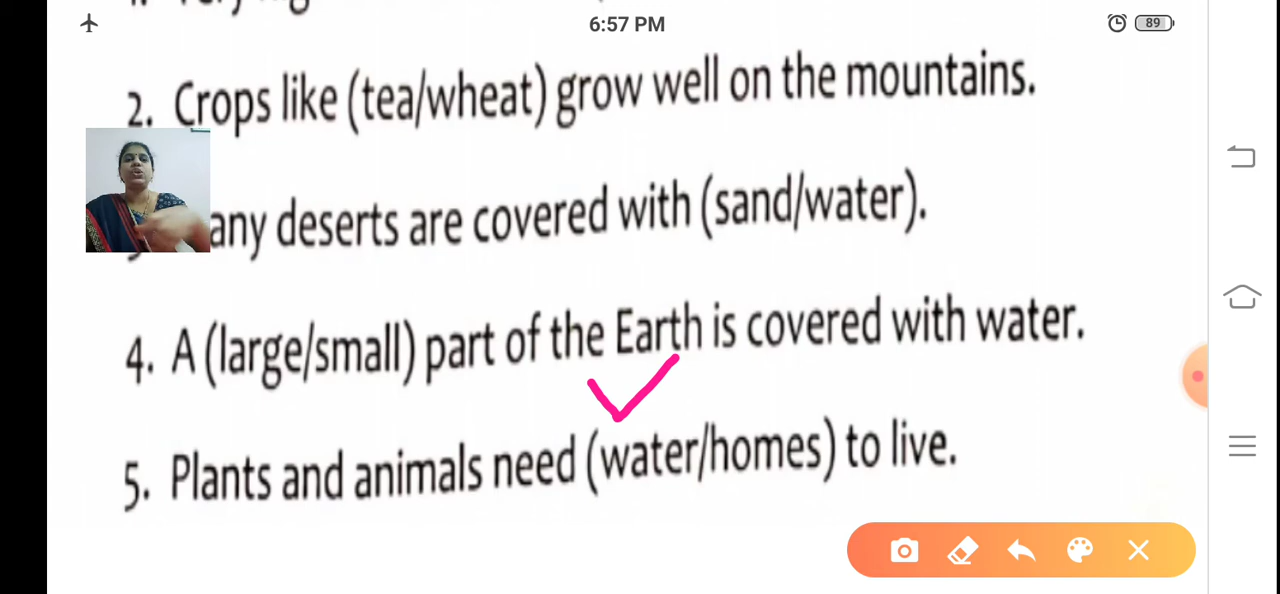 6:57 PM
89
2. Crops like (tea/wheat) grow well on the mountains.
any deserts are covered with (sand/water).
4. A (large/small) part of the Earth is covered with water.
5. Plants and animals need (water/homes) to live.